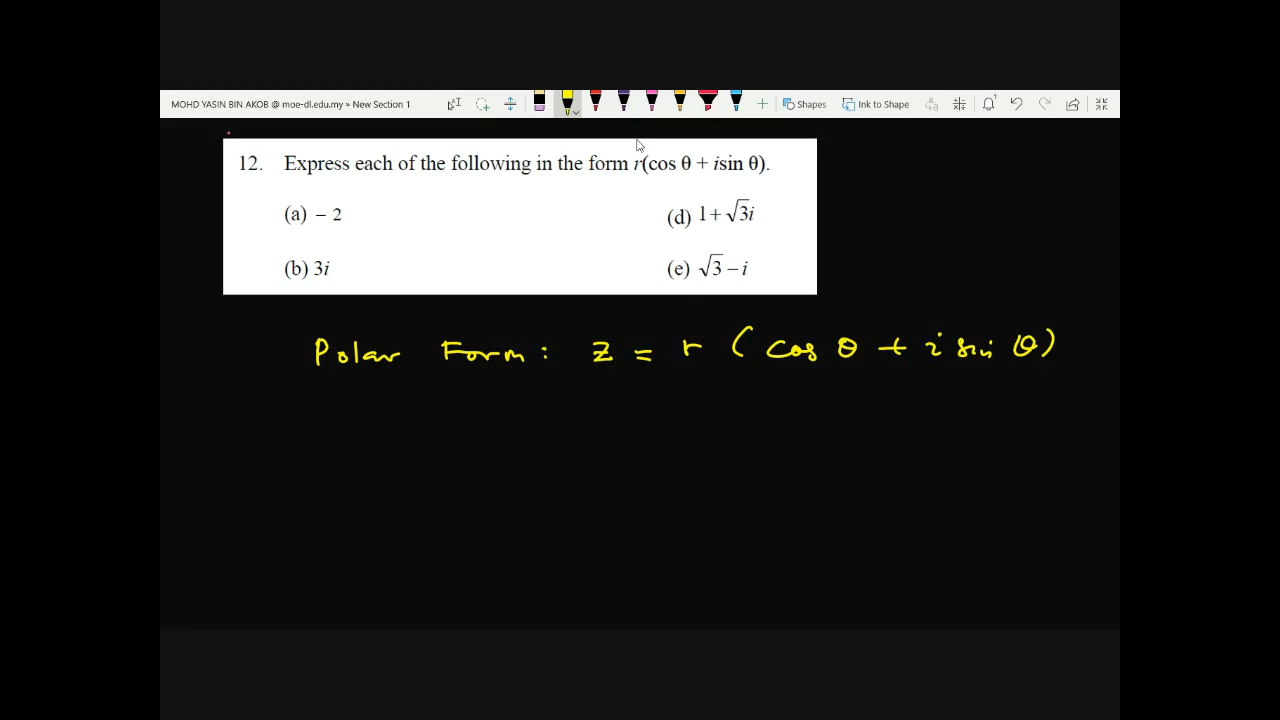 MOHD YASIN BIN AKOB @ moe-dl.edu.my » New Section 1 Shapes Ink to Shape
12. Express each of the following in the form r(cos θ + isin θ).
(a) – 2 (d) 1 + √3i
(b) 3i (e) √3 – i
Polar Form : z = r ( cos θ + i sin θ)